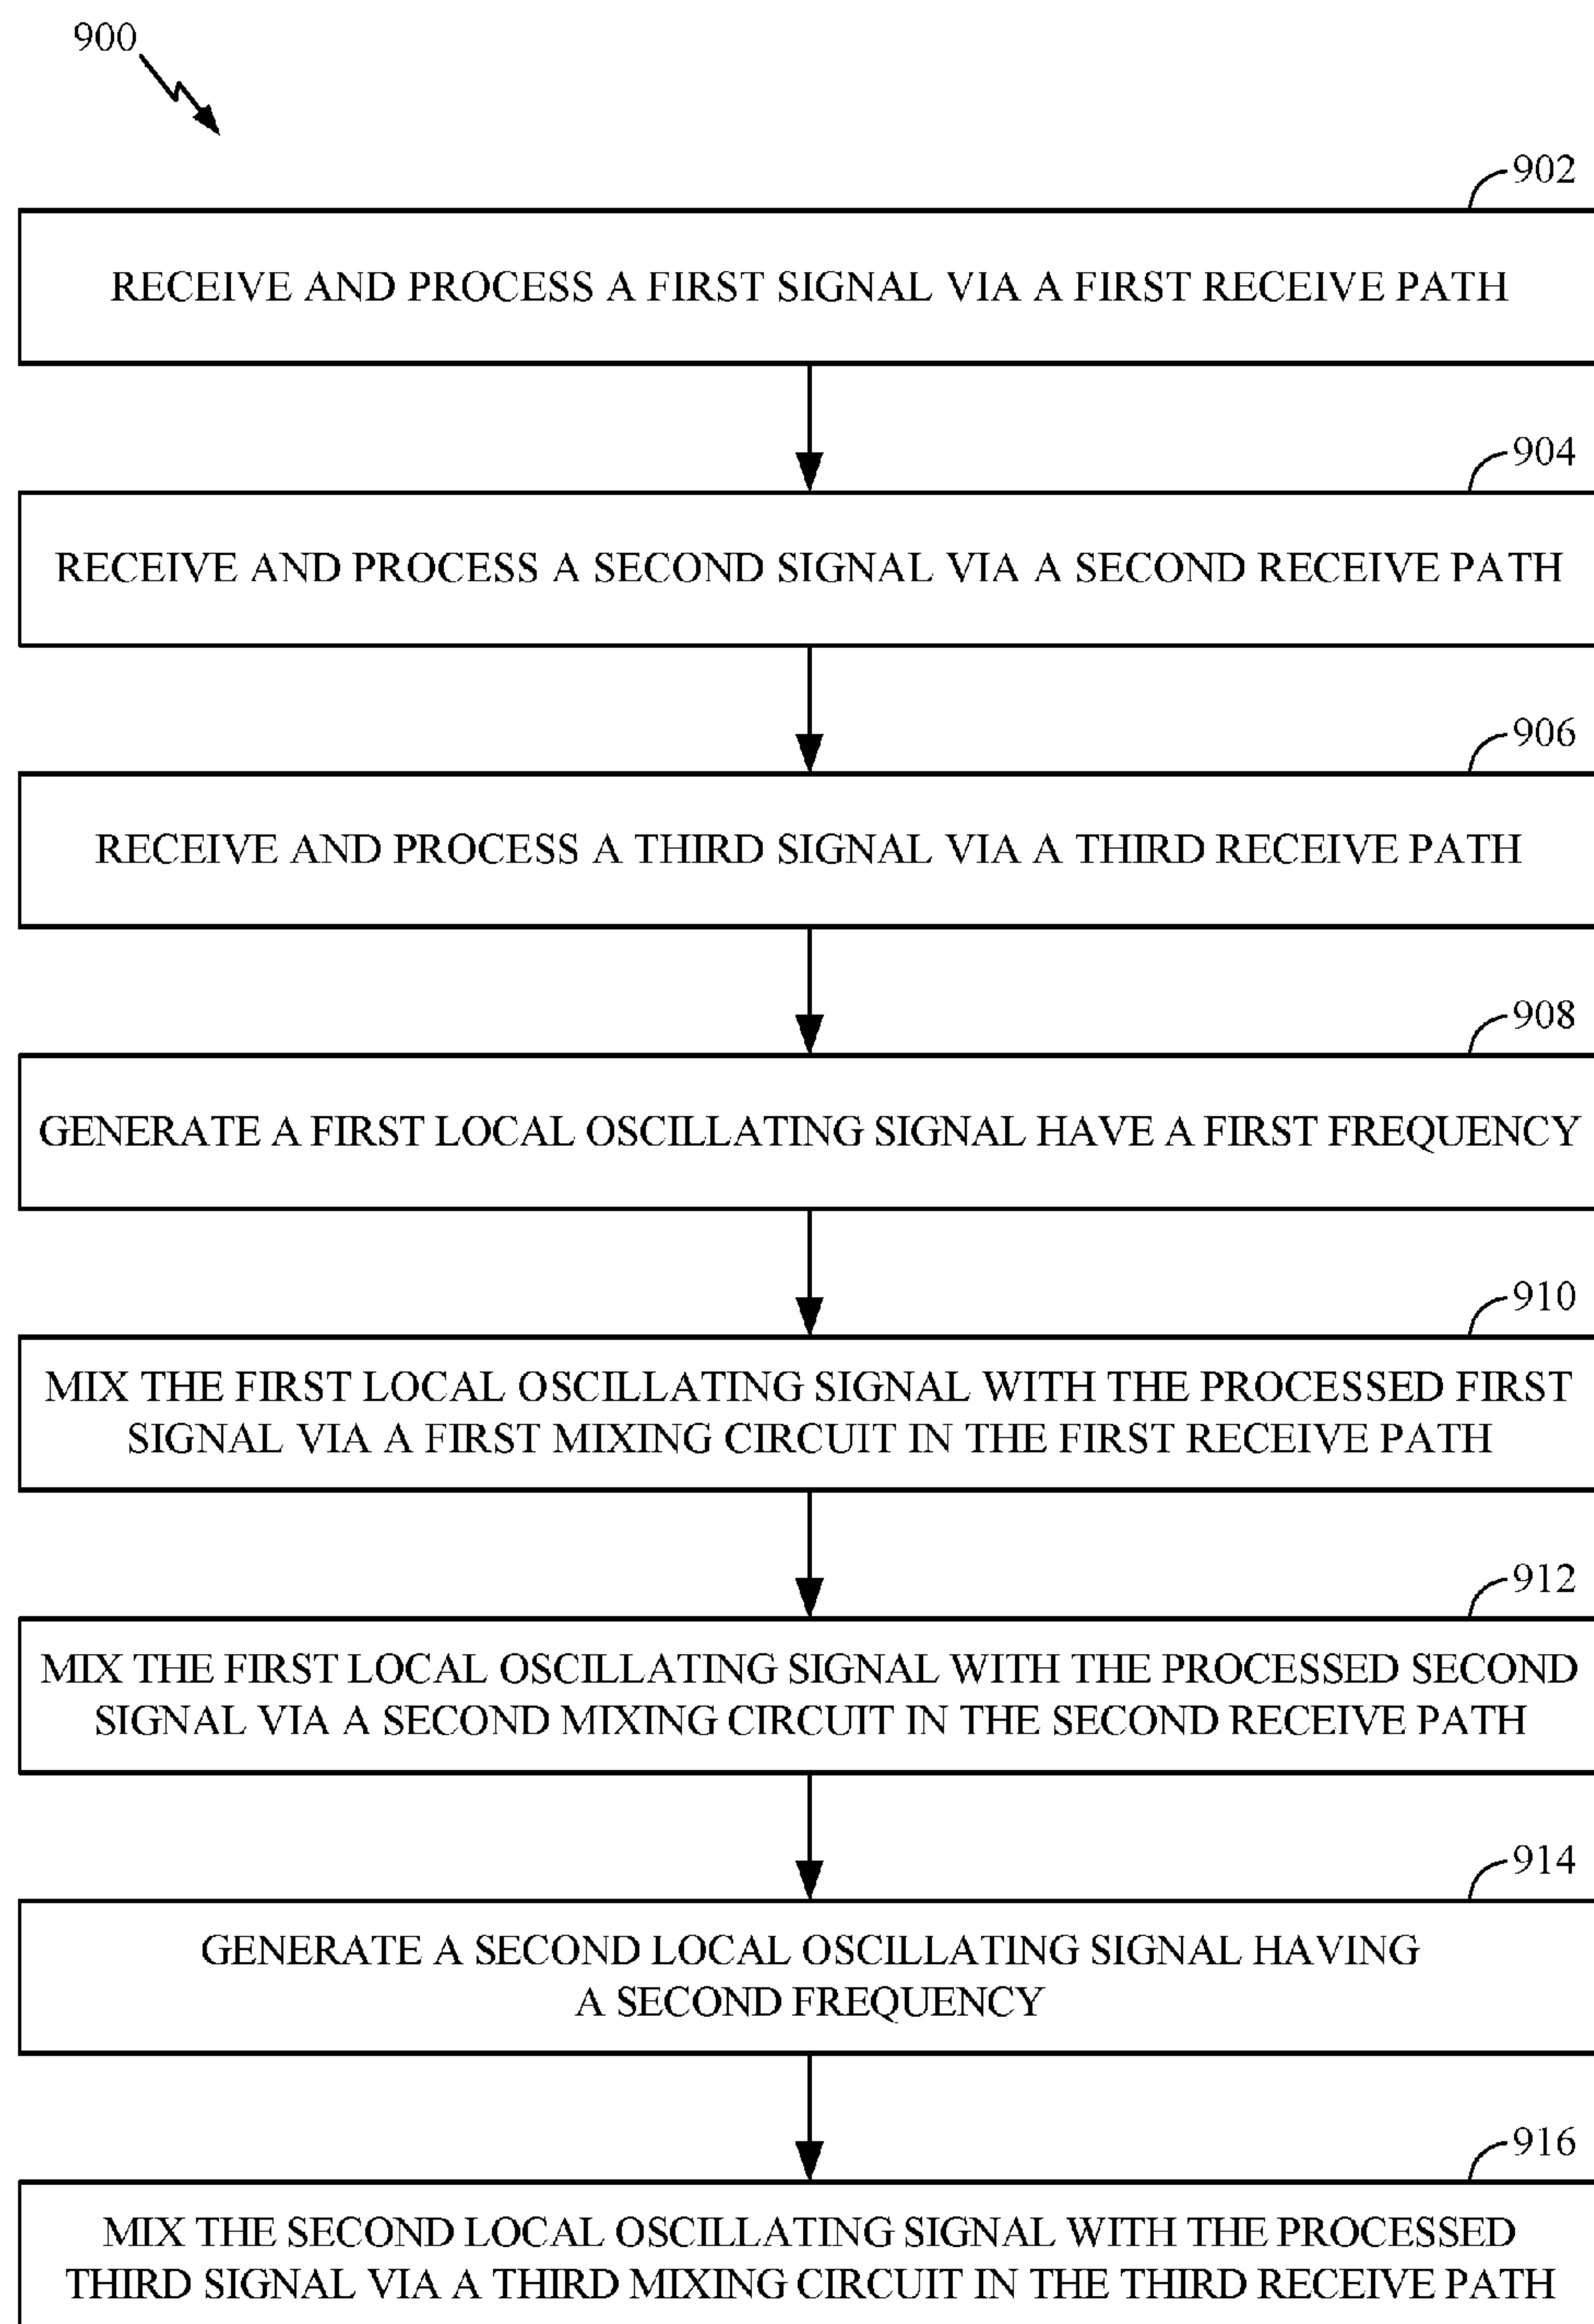 900
902
RECEIVE AND PROCESS A FIRST SIGNAL VIA A FIRST RECEIVE PATH
904
RECEIVE AND PROCESS A SECOND SIGNAL VIA A SECOND RECEIVE PATH
906
RECEIVE AND PROCESS A THIRD SIGNAL VIA A THIRD RECEIVE PATH
908
GENERATE A FIRST LOCAL OSCILLATING SIGNAL HAVE A FIRST FREQUENCY
910
MIX THE FIRST LOCAL OSCILLATING SIGNAL WITH THE PROCESSED FIRST
SIGNAL VIA A FIRST MIXING CIRCUIT IN THE FIRST RECEIVE PATH
912
MIX THE FIRST LOCAL OSCILLATING SIGNAL WITH THE PROCESSED SECOND
SIGNAL VIA A SECOND MIXING CIRCUIT IN THE SECOND RECEIVE PATH
914
GENERATE A SECOND LOCAL OSCILLATING SIGNAL HAVING
A SECOND FREQUENCY
916
MIX THE SECOND LOCAL OSCILLATING SIGNAL WITH THE PROCESSED
THIRD SIGNAL VIA A THIRD MIXING CIRCUIT IN THE THIRD RECEIVE PATH